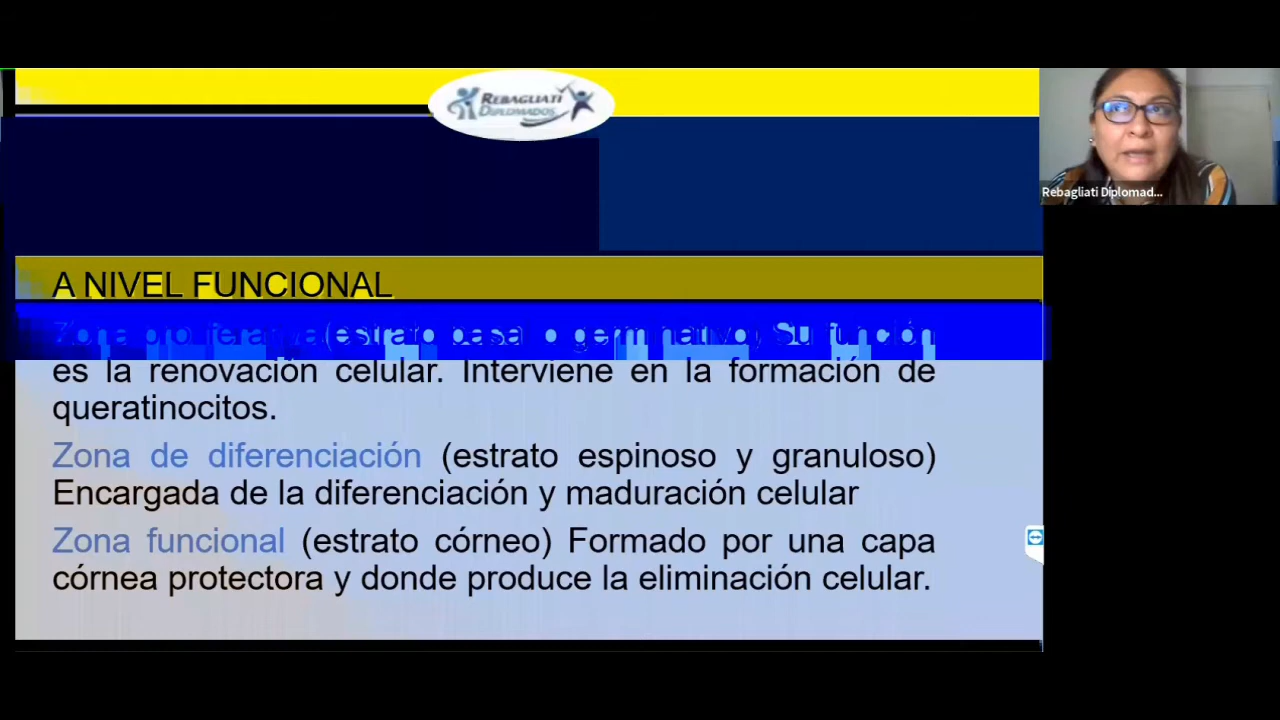 REBAGLIATI
DIPLOMADOS
Rebagliati Diplomad...
A NIVEL FUNCIONAL
Zona proliferativa(estrato basal o germinativo) Su función
es la renovación celular. Interviene en la formación de
queratinocitos.
Zona de diferenciación (estrato espinoso y granuloso)
Encargada de la diferenciación y maduración celular
Zona funcional (estrato córneo) Formado por una capa
córnea protectora y donde produce la eliminación celular.